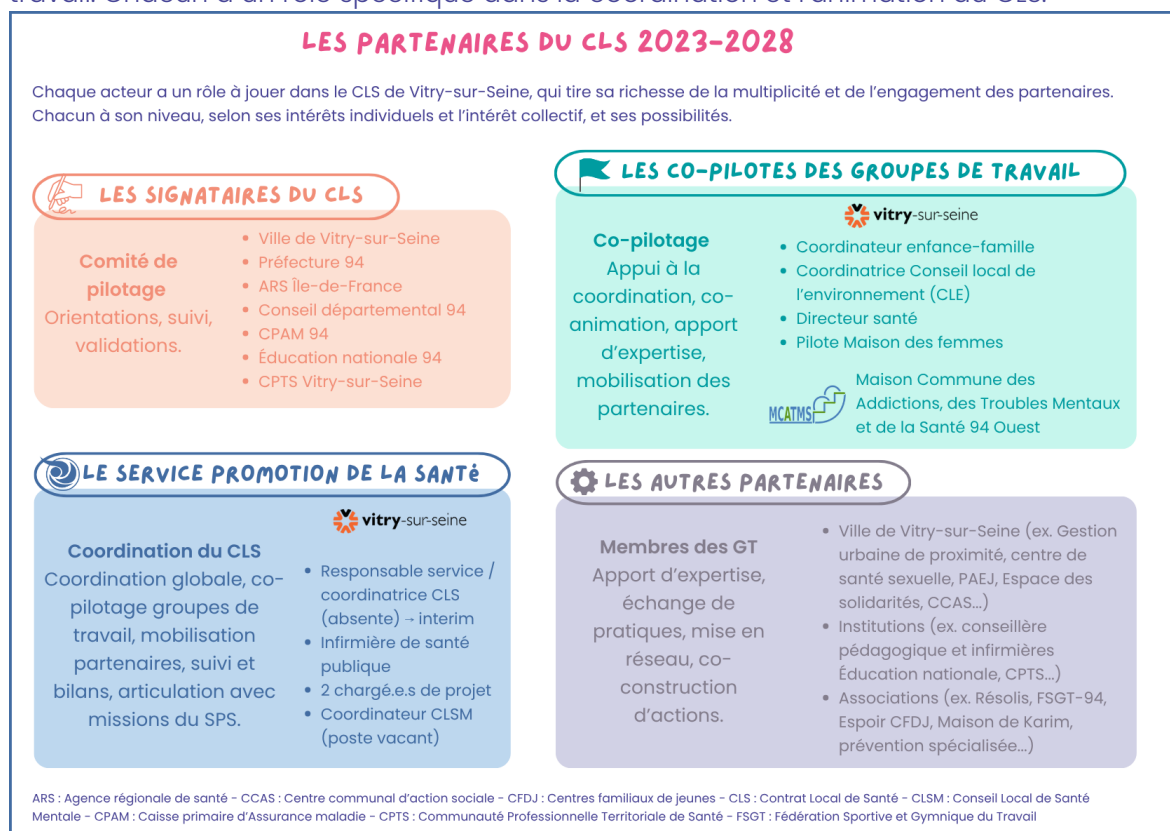 travail. Chacun a un rôle spécifique dans la coordination et l'animation du CLS.
LES PARTENAIRES DU CLS 2023-2028
Chaque acteur a un rôle à jouer dans le CLS de Vitry-sur-Seine, qui tire sa richesse de la multiplicité et de l'engagement des partenaires.
Chacun à son niveau, selon ses intérêts individuels et l'intérêt collectif, et ses possibilités.
LES SIGNATAIRES DU CLS
Comité de
pilotage
Orientations, suivi,
validations.
• Ville de Vitry-sur-Seine
• Préfecture 94
• ARS Île-de-France
• Conseil départemental 94
• CPAM 94
• Éducation nationale 94
• CPTS Vitry-sur-Seine
LES CO-PILOTES DES GROUPES DE TRAVAIL
Co-pilotage
Appui à la
coordination, co-
animation, apport
d'expertise,
mobilisation des
partenaires.
vitry-sur-seine
• Coordinateur enfance-famille
• Coordinatrice Conseil local de
l'environnement (CLE)
• Directeur santé
• Pilote Maison des femmes
MCATMS
Maison Commune des
Addictions, des Troubles Mentaux
et de la Santé 94 Ouest
LE SERVICE PROMOTION DE LA SANTé
Coordination du CLS
Coordination globale, co-
pilotage groupes de
travail, mobilisation
partenaires, suivi et
bilans, articulation avec
missions du SPS.
vitry-sur-seine
• Responsable service /
coordinatrice CLS
(absente) → interim
• Infirmière de santé
publique
• 2 chargé.e.s de projet
• Coordinateur CLSM
(poste vacant)
LES AUTRES PARTENAIRES
Membres des GT
Apport d'expertise,
échange de
pratiques, mise en
réseau, co-
construction
d'actions.
• Ville de Vitry-sur-Seine (ex. Gestion
urbaine de proximité, centre de
santé sexuelle, PAEJ, Espace des
solidarités, CCAS...)
• Institutions (ex. conseillère
pédagogique et infirmières
Éducation nationale, CPTS...)
• Associations (ex. Résolis, FSGT-94,
Espoir CFDJ, Maison de Karim,
prévention spécialisée...)
ARS : Agence régionale de santé - CCAS : Centre communal d'action sociale - CFDJ : Centres familiaux de jeunes - CLS : Contrat Local de Santé - CLSM : Conseil Local de Santé
Mentale - CPAM : Caisse primaire d'Assurance maladie - CPTS : Communauté Professionnelle Territoriale de Santé - FSGT : Fédération Sportive et Gymnique du Travail